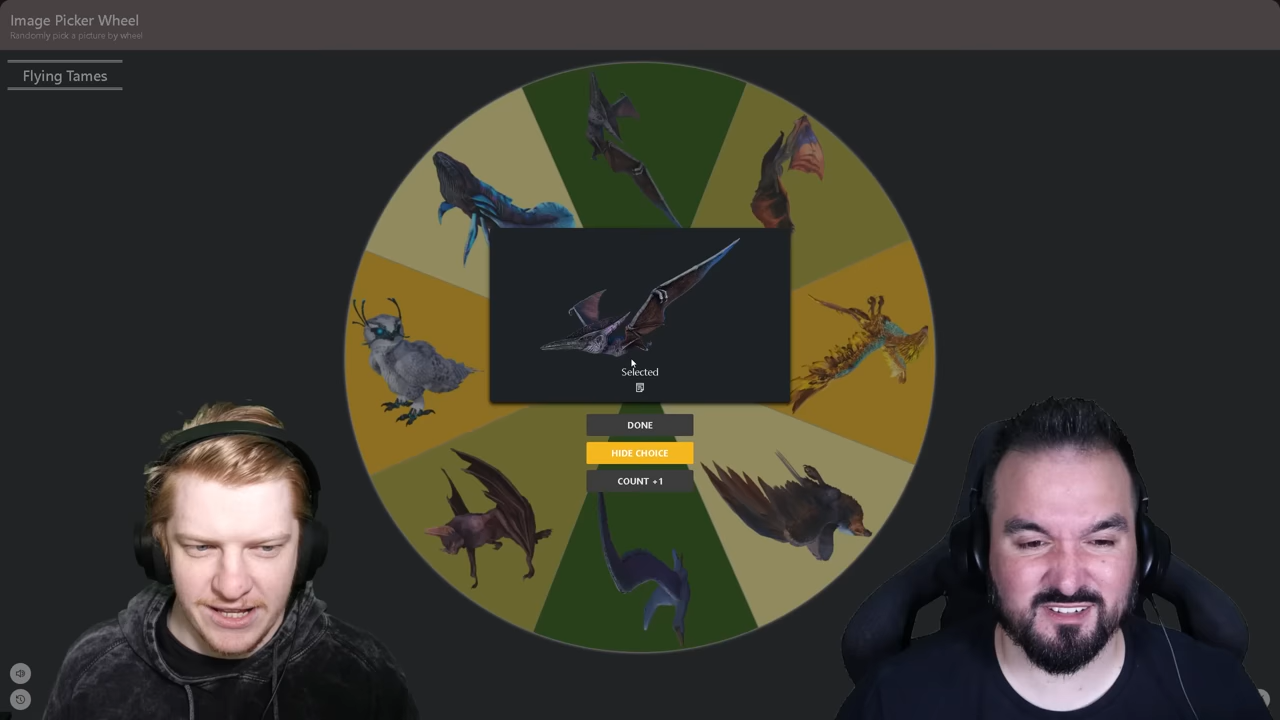 Image Picker Wheel
Randomly pick a picture by wheel
Flying Tames
Selected
DONE
HIDE CHOICE
COUNT +1